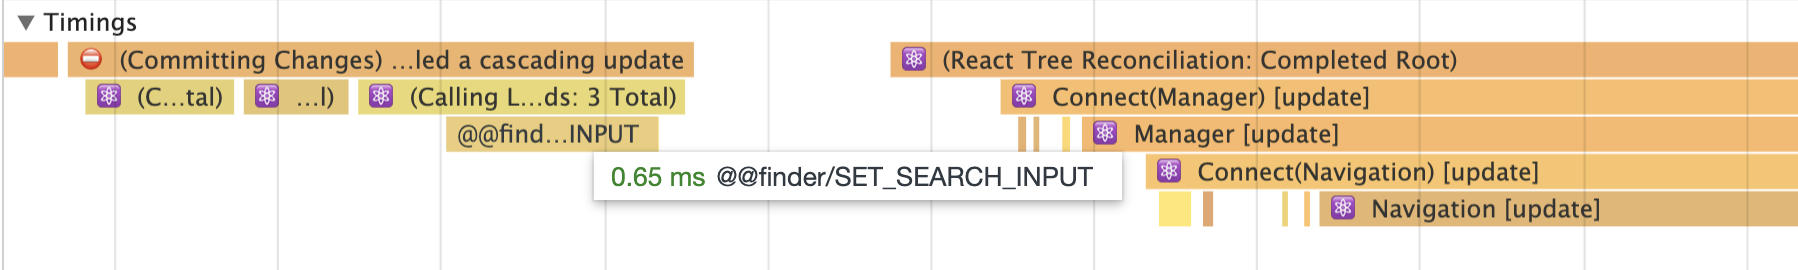 Timings
(Committing Changes) ...led a cascading update
(React Tree Reconciliation: Completed Root)
(C...tal)
...l)
(Calling L...ds: 3 Total)
Connect(Manager) [update]
@@find...INPUT
Manager [update]
0.65 ms @@finder/SET_SEARCH_INPUT
Connect(Navigation) [update]
Navigation [update]